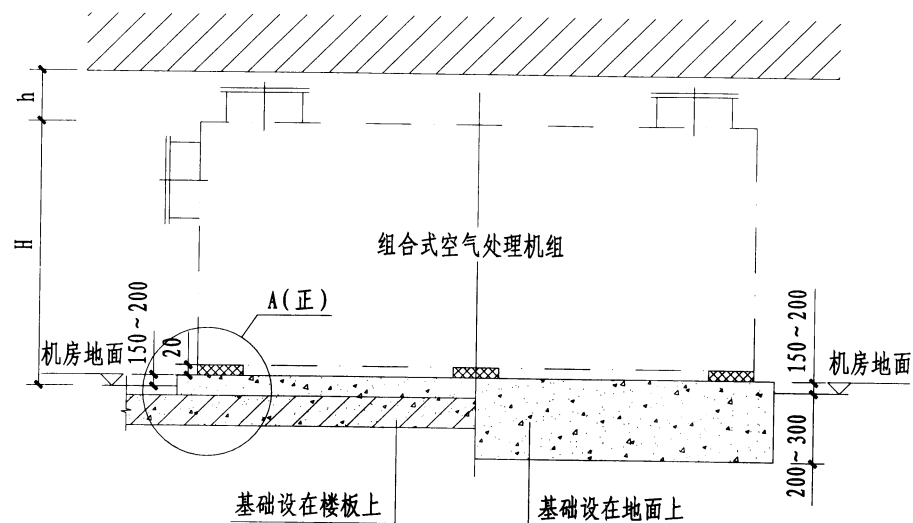 h
H
组合式空气处理机组
A(正)
150~200
20
机房地面
150~200
机房地面
200~300
基础设在楼板上
基础设在地面上